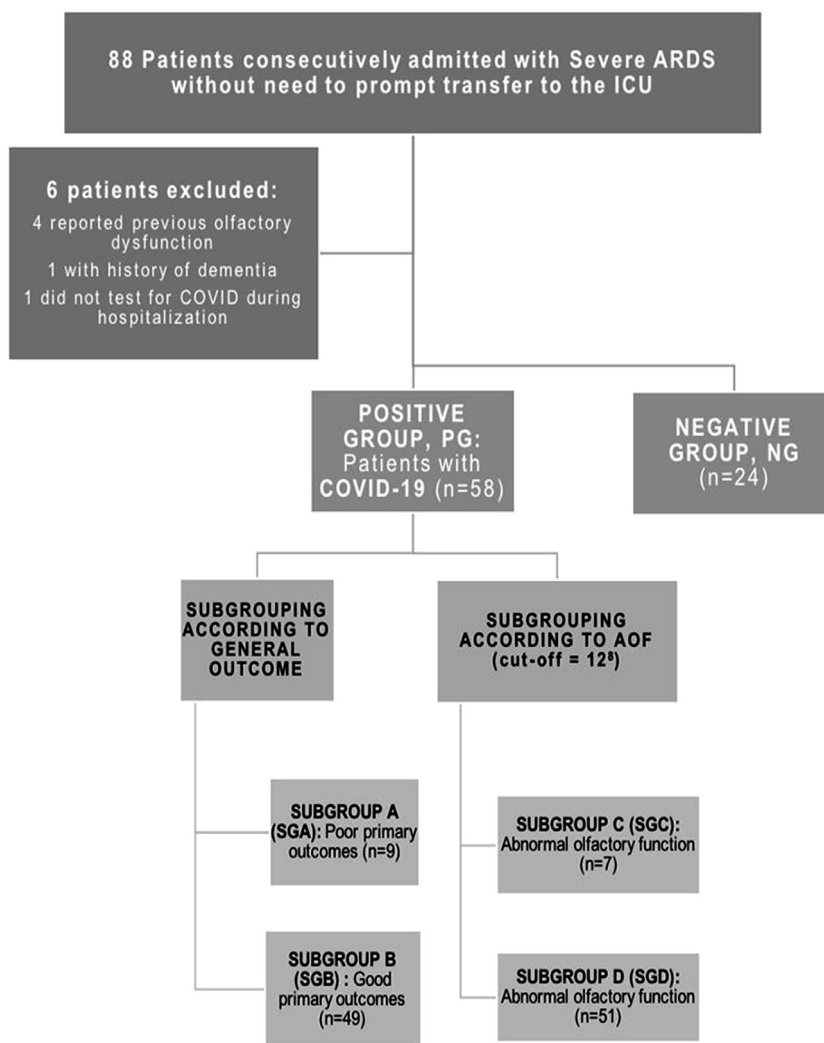 88 Patients consecutively admitted with Severe ARDS
without need to prompt transfer to the ICU
6 patients excluded:
4 reported previous olfactory
dysfunction
1 with history of dementia
1 did not test for COVID during
hospitalization
POSITIVE
GROUP, PG:
Patients with
COVID-19 (n=58)
NEGATIVE
GROUP, NG
(n=24)
SUBGROUPING
ACCORDING TO
GENERAL
OUTCOME
SUBGROUPING
ACCORDING TO AOF
(cut-off = 12⁸)
SUBGROUP A
(SGA): Poor primary
outcomes (n=9)
SUBGROUP B
(SGB) : Good
primary outcomes
(n=49)
SUBGROUP C (SGC):
Abnormal olfactory function
(n=7)
SUBGROUP D (SGD):
Abnormal olfactory function
(n=51)